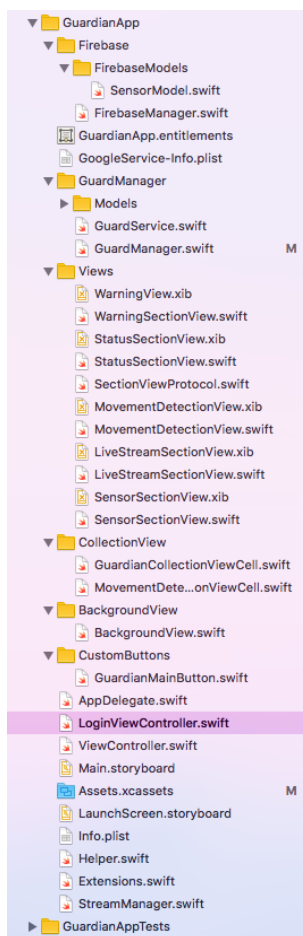 GuardianApp
Firebase
FirebaseModels
SensorModel.swift
FirebaseManager.swift
GuardianApp.entitlements
GoogleService-Info.plist
GuardManager
Models
GuardService.swift
GuardManager.swift M
Views
WarningView.xib
WarningSectionView.swift
StatusSectionView.xib
StatusSectionView.swift
SectionViewProtocol.swift
MovementDetectionView.xib
MovementDetectionView.swift
LiveStreamSectionView.xib
LiveStreamSectionView.swift
SensorSectionView.xib
SensorSectionView.swift
CollectionView
GuardianCollectionViewCell.swift
MovementDete...onViewCell.swift
BackgroundView
BackgroundView.swift
CustomButtons
GuardianMainButton.swift
AppDelegate.swift
LoginViewController.swift
ViewController.swift
Main.storyboard
Assets.xcassets M
LaunchScreen.storyboard
Info.plist
Helper.swift
Extensions.swift
StreamManager.swift
GuardianAppTests